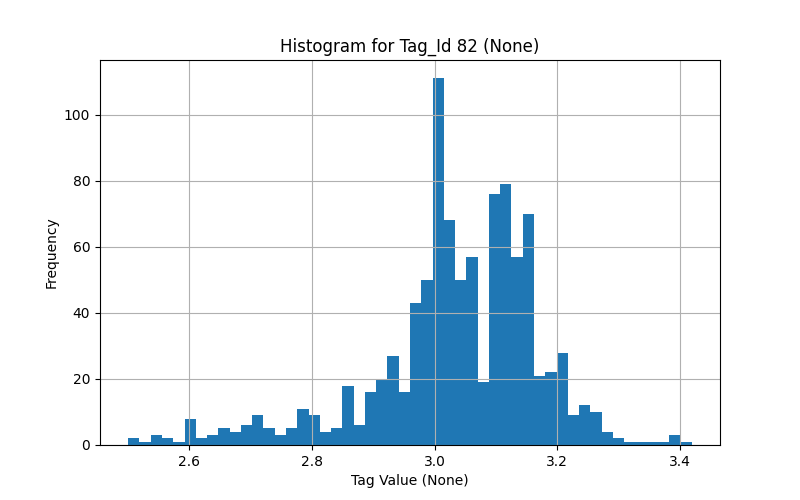 Histogram for Tag_Id 82 (None)
Frequency
100
80
60
40
20
0
2.6 2.8 3.0 3.2 3.4
Tag Value (None)